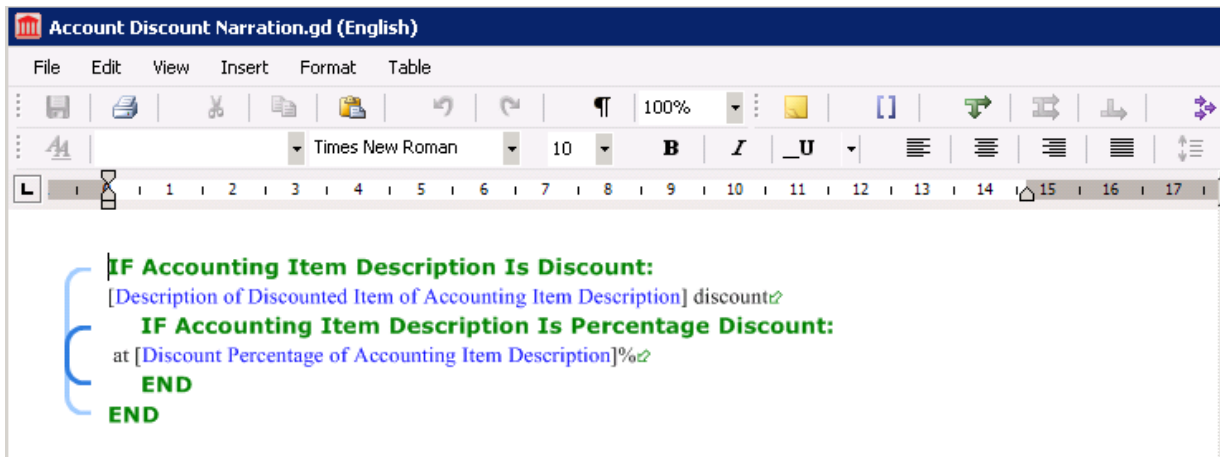 Account Discount Narration.gd (English)
File Edit View Insert Format Table
¶ 100% [ ]
A4 Times New Roman 10 B I _U
L 1 2 3 4 5 6 7 8 9 10 11 12 13 14 15 16 17
IF Accounting Item Description Is Discount:
[Description of Discounted Item of Accounting Item Description] discount
IF Accounting Item Description Is Percentage Discount:
at [Discount Percentage of Accounting Item Description]%
END
END